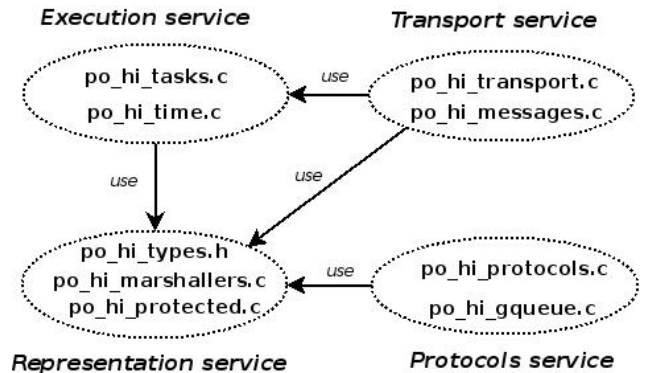 Execution service
Transport service
po_hi_tasks.c
po_hi_time.c
use
po_hi_transport.c
po_hi_messages.c
use
use
po_hi_types.h
po_hi_marshallers.c
po_hi_protected.c
use
po_hi_protocols.c
po_hi_gqueue.c
Representation service
Protocols service